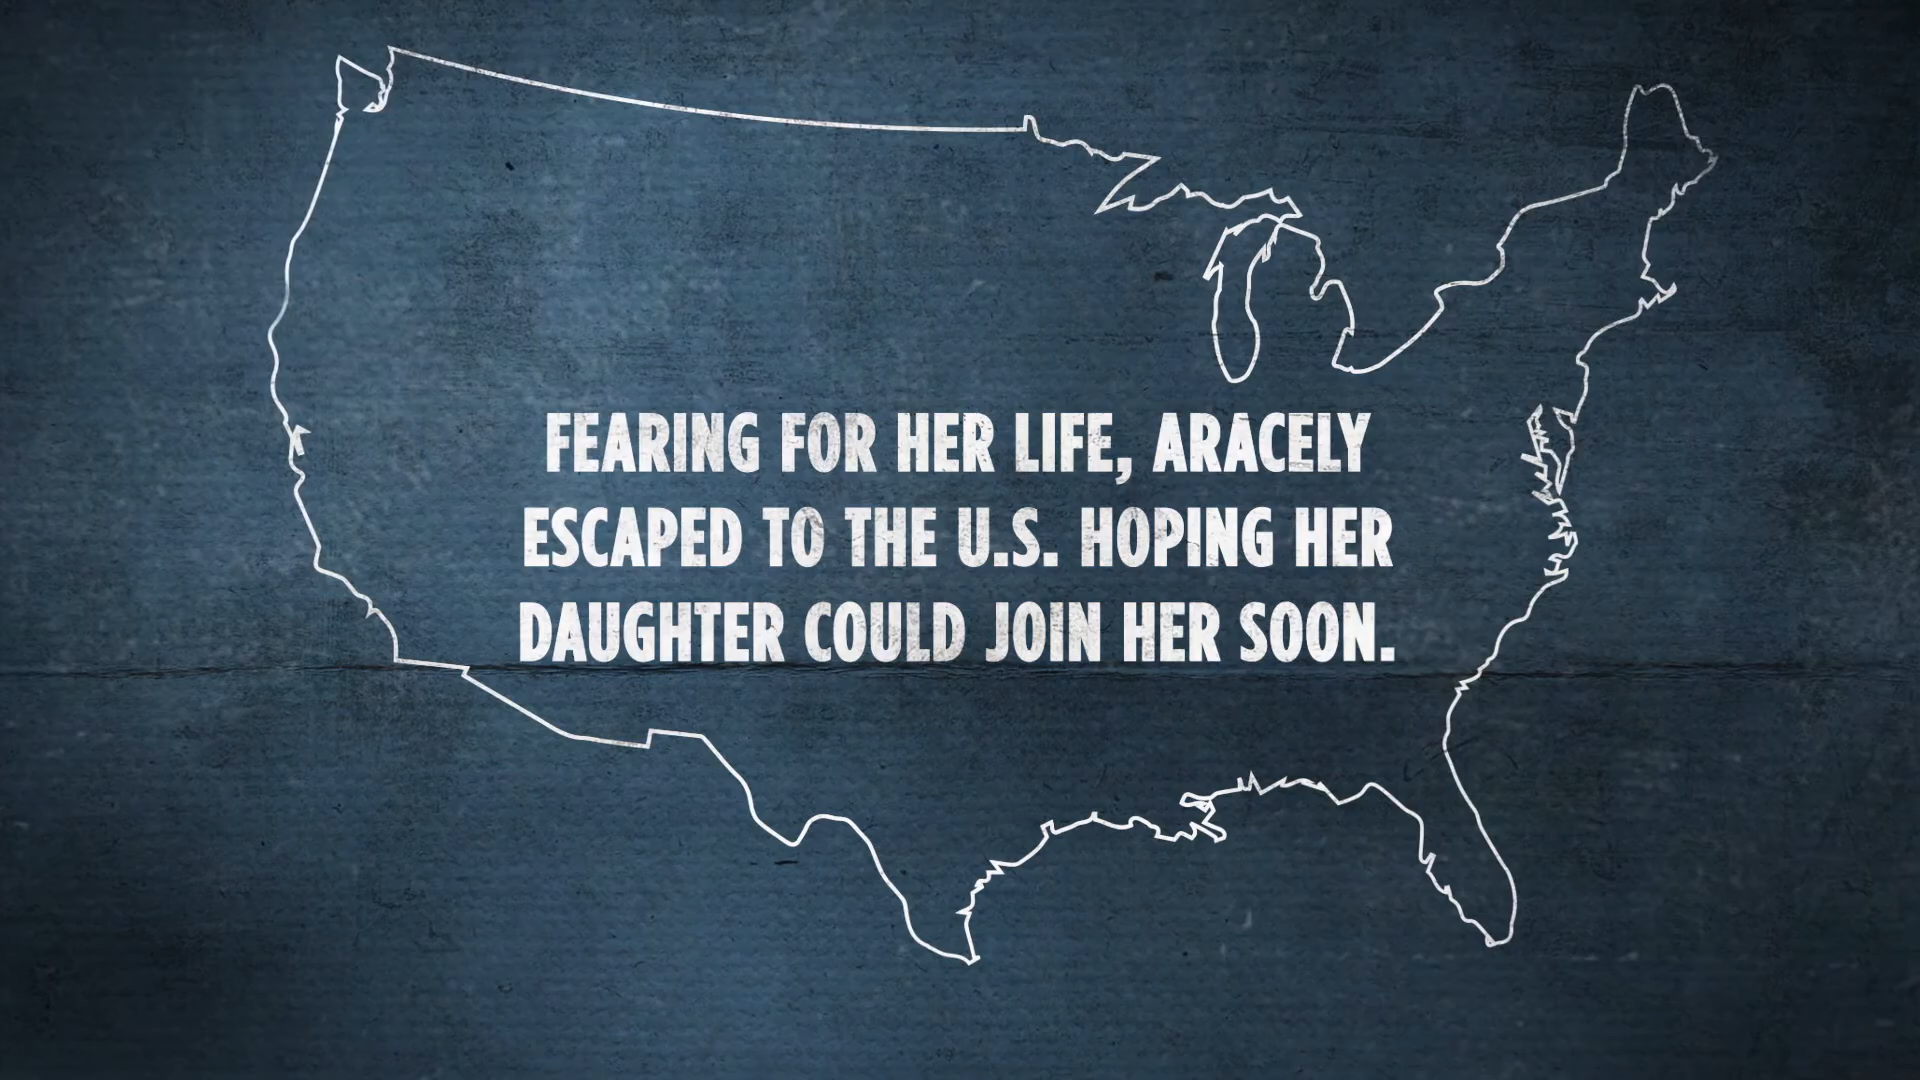 FEARING FOR HER LIFE, ARACELY
ESCAPED TO THE U.S. HOPING HER
DAUGHTER COULD JOIN HER SOON.